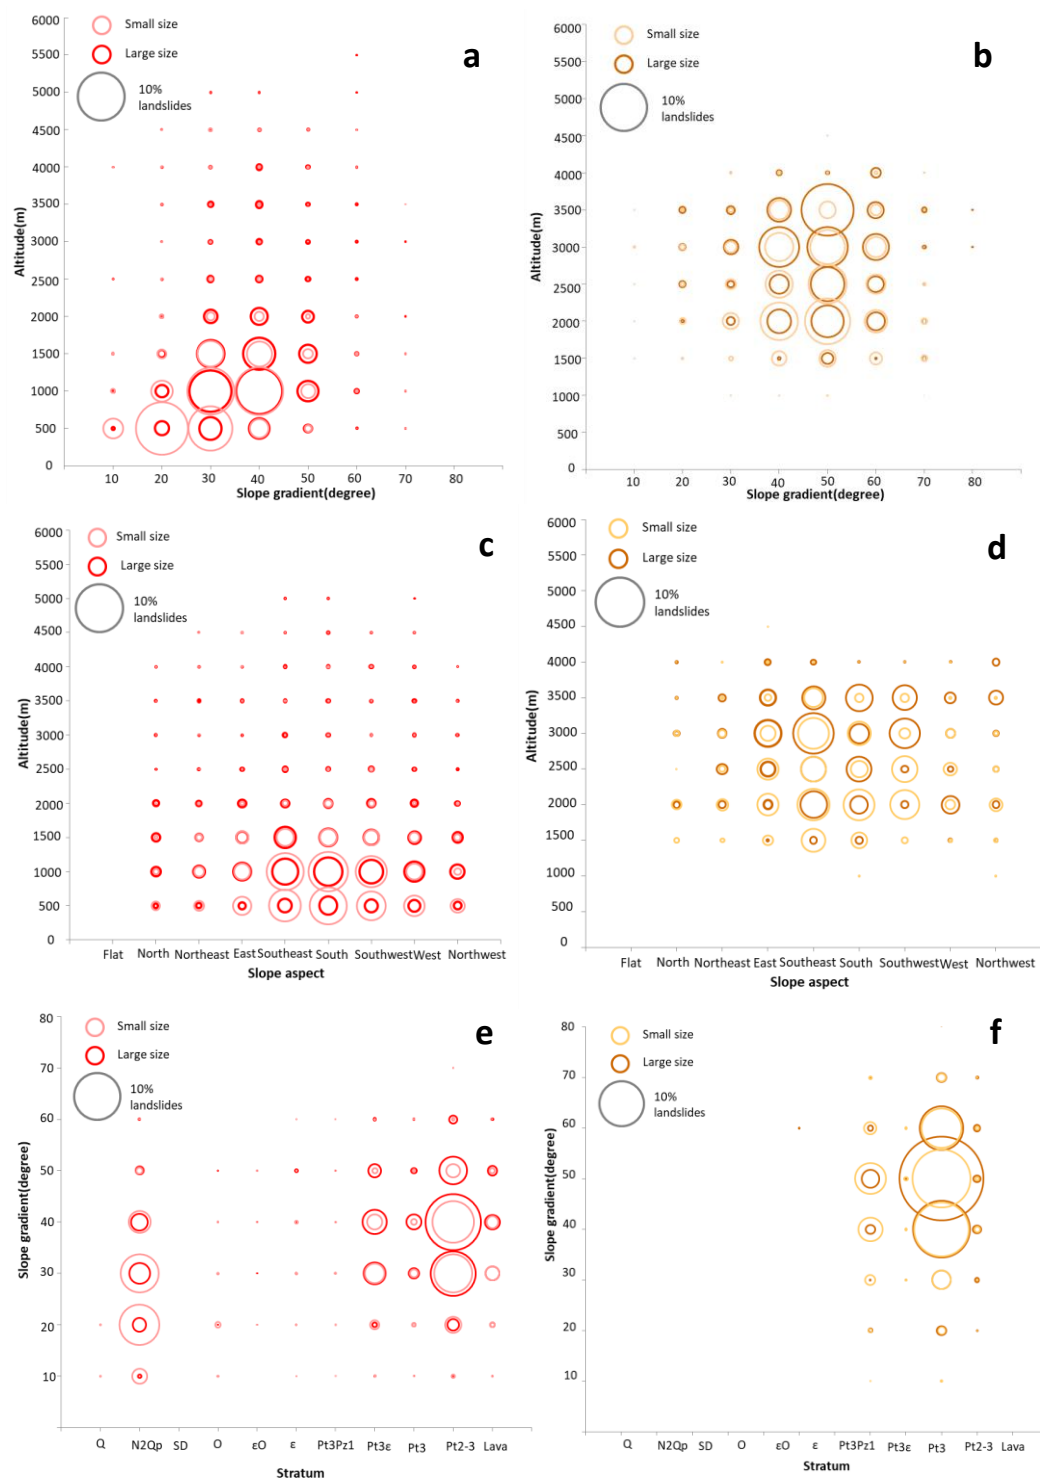 a
Small size
Large size
10%
landslides
6000
5500
5000
4500
4000
3500
3000
2500
2000
1500
1000
500
0
Altitude(m)
10 20 30 40 50 60 70 80
Slope gradient(degree)
b
Small size
Large size
10%
landslides
6000
5500
5000
4500
4000
3500
3000
2500
2000
1500
1000
500
0
Altitude(m)
10 20 30 40 50 60 70 80
Slope gradient(degree)
c
Small size
Large size
10%
landslides
6000
5500
5000
4500
4000
3500
3000
2500
2000
1500
1000
500
0
Altitude(m)
Flat North Northeast East Southeast South Southwest West Northwest
Slope aspect
d
Small size
Large size
10%
landslides
6000
5500
5000
4500
4000
3500
3000
2500
2000
1500
1000
500
0
Altitude(m)
Flat North Northeast East Southeast South Southwest West Northwest
Slope aspect
e
Small size
Large size
10%
landslides
80
70
60
50
40
30
20
10
Slope gradient(degree)
Q N2Qp SD O εO ε Pt3Pz1 Pt3ε Pt3 Pt2-3 Lava
Stratum
f
Small size
Large size
10%
landslides
80
70
60
50
40
30
20
10
Slope gradient(degree)
Q N2Qp SD O εO ε Pt3Pz1 Pt3ε Pt3 Pt2-3 Lava
Stratum